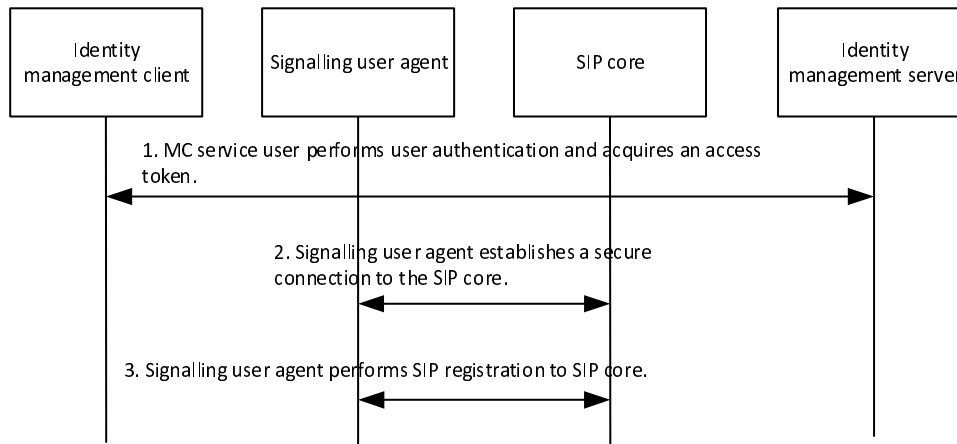 Identity
management client
Signalling user agent
SIP core
Identity
management server
1. MC service user performs user authentication and acquires an access
token.
2. Signalling user agent establishes a secure
connection to the SIP core.
3. Signalling user agent performs SIP registration to SIP core.